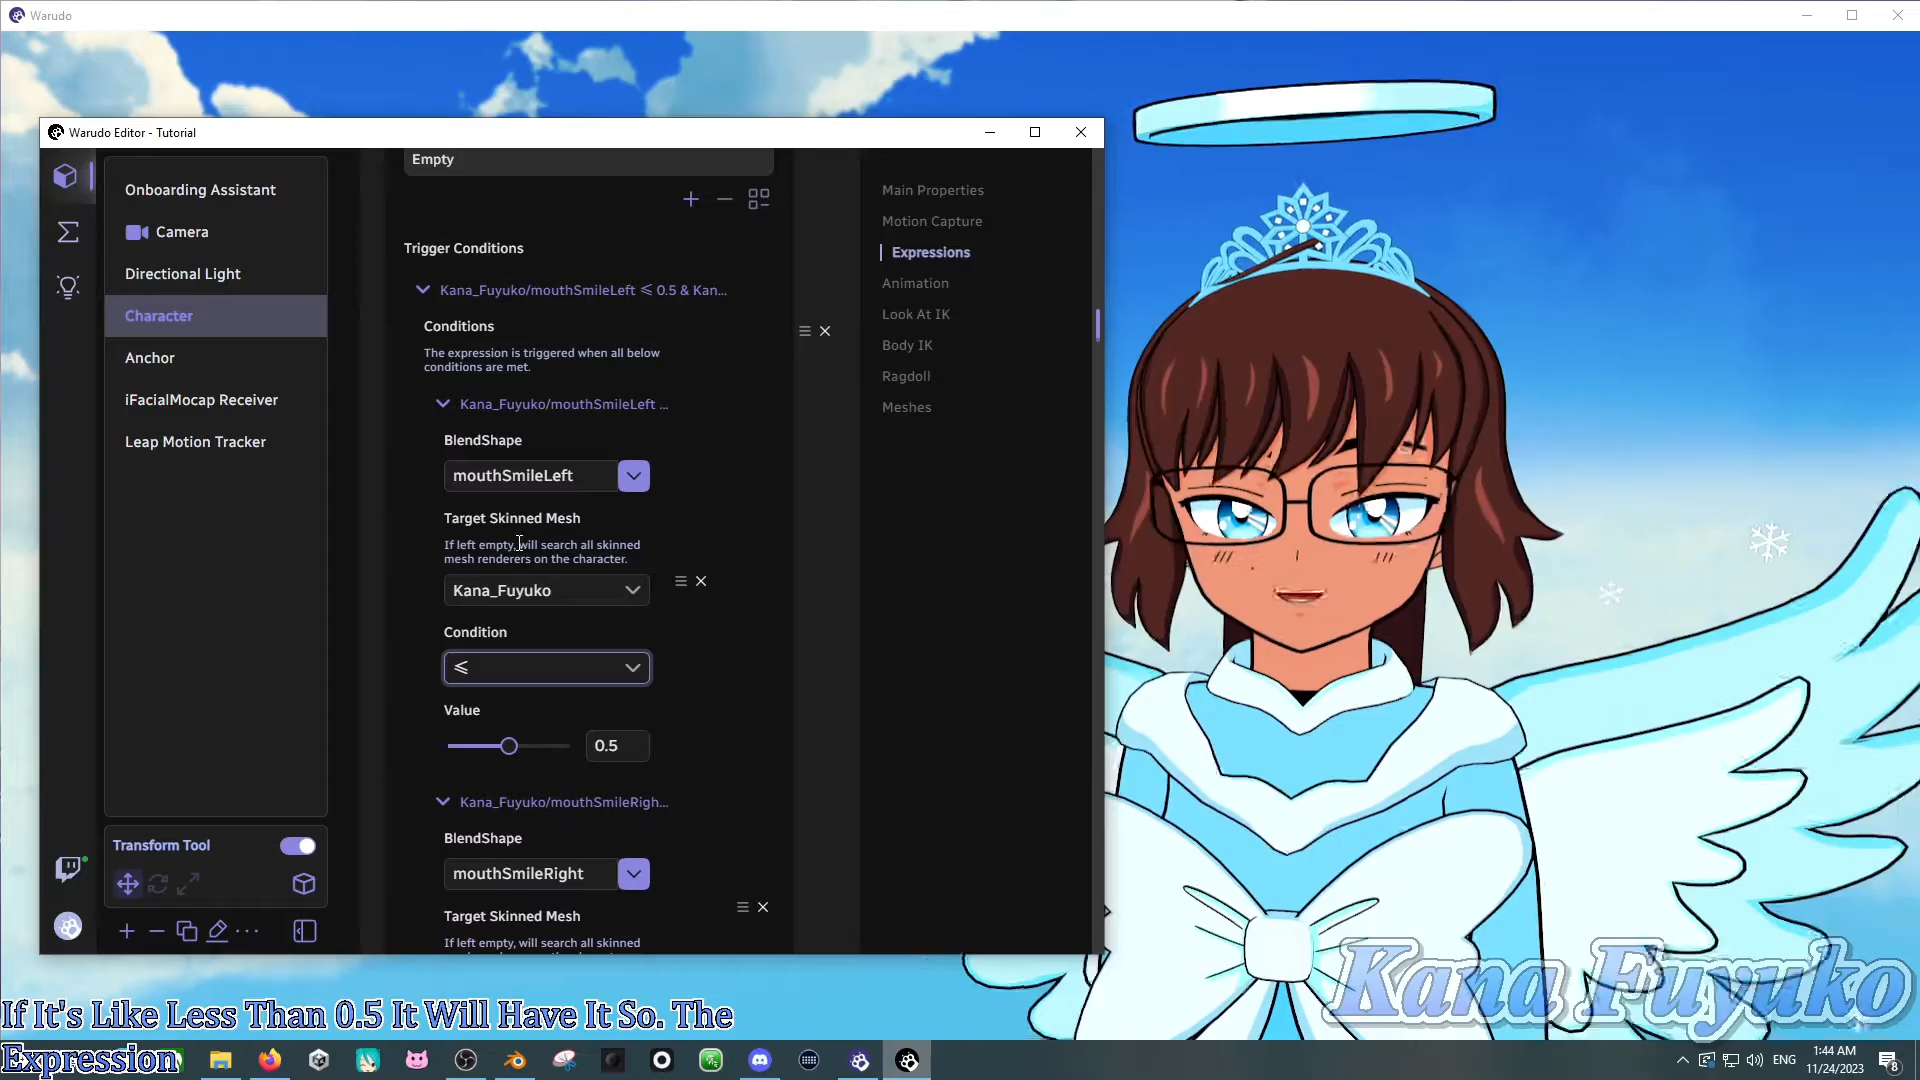 Warudo
Warudo Editor - Tutorial
Empty
Onboarding Assistant
Camera
Directional Light
Character
Anchor
iFacialMocap Receiver
Leap Motion Tracker
Transform Tool
Trigger Conditions
Kana_Fuyuko/mouthSmileLeft ≤ 0.5 & Kan...
Conditions
The expression is triggered when all below
conditions are met.
Kana_Fuyuko/mouthSmileLeft ...
BlendShape
mouthSmileLeft
Target Skinned Mesh
If left empty, will search all skinned
mesh renderers on the character.
Kana_Fuyuko
Condition
≤
Value
0.5
Kana_Fuyuko/mouthSmileRigh...
BlendShape
mouthSmileRight
Target Skinned Mesh
If left empty, will search all skinned
Main Properties
Motion Capture
Expressions
Animation
Look At IK
Body IK
Ragdoll
Meshes
Kana Fuyuko
If It's Like Less Than 0.5 It Will Have It So. The
Expression
ENG
1:44 AM
11/24/2023
8